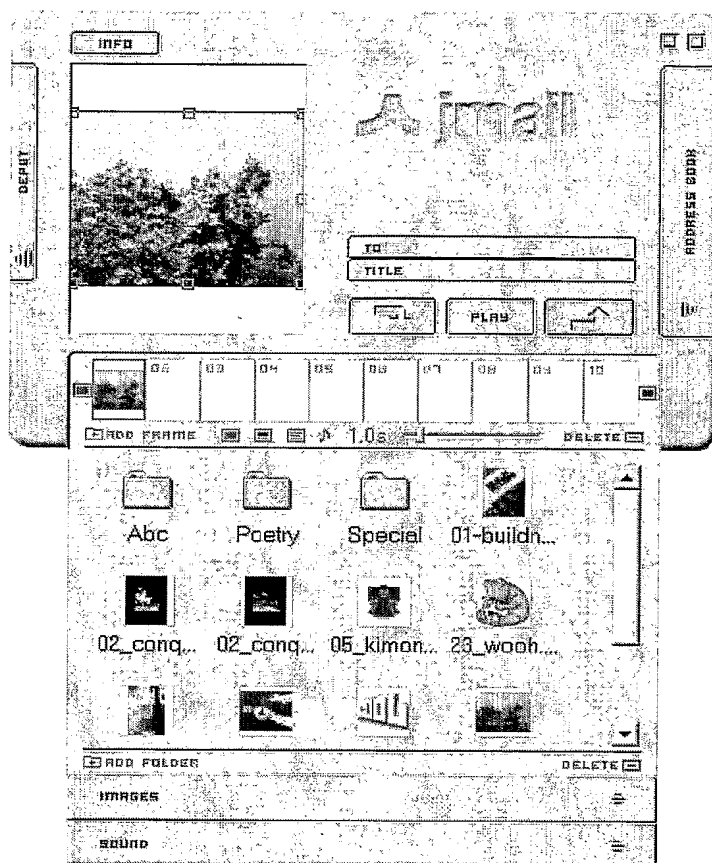 INFO
jmail
DEPOT
ADDRESS BOOK
TO
TITLE
PLAY
02 03 04 05 06 07 08 09 10
ADD FRAME 1.0s DELETE
Abc Poetry Special 01-buildn...
02_conq... 02_conq... 05_kimon... 23_wooh...
ADD FOLDER DELETE
IMAGES
SOUND